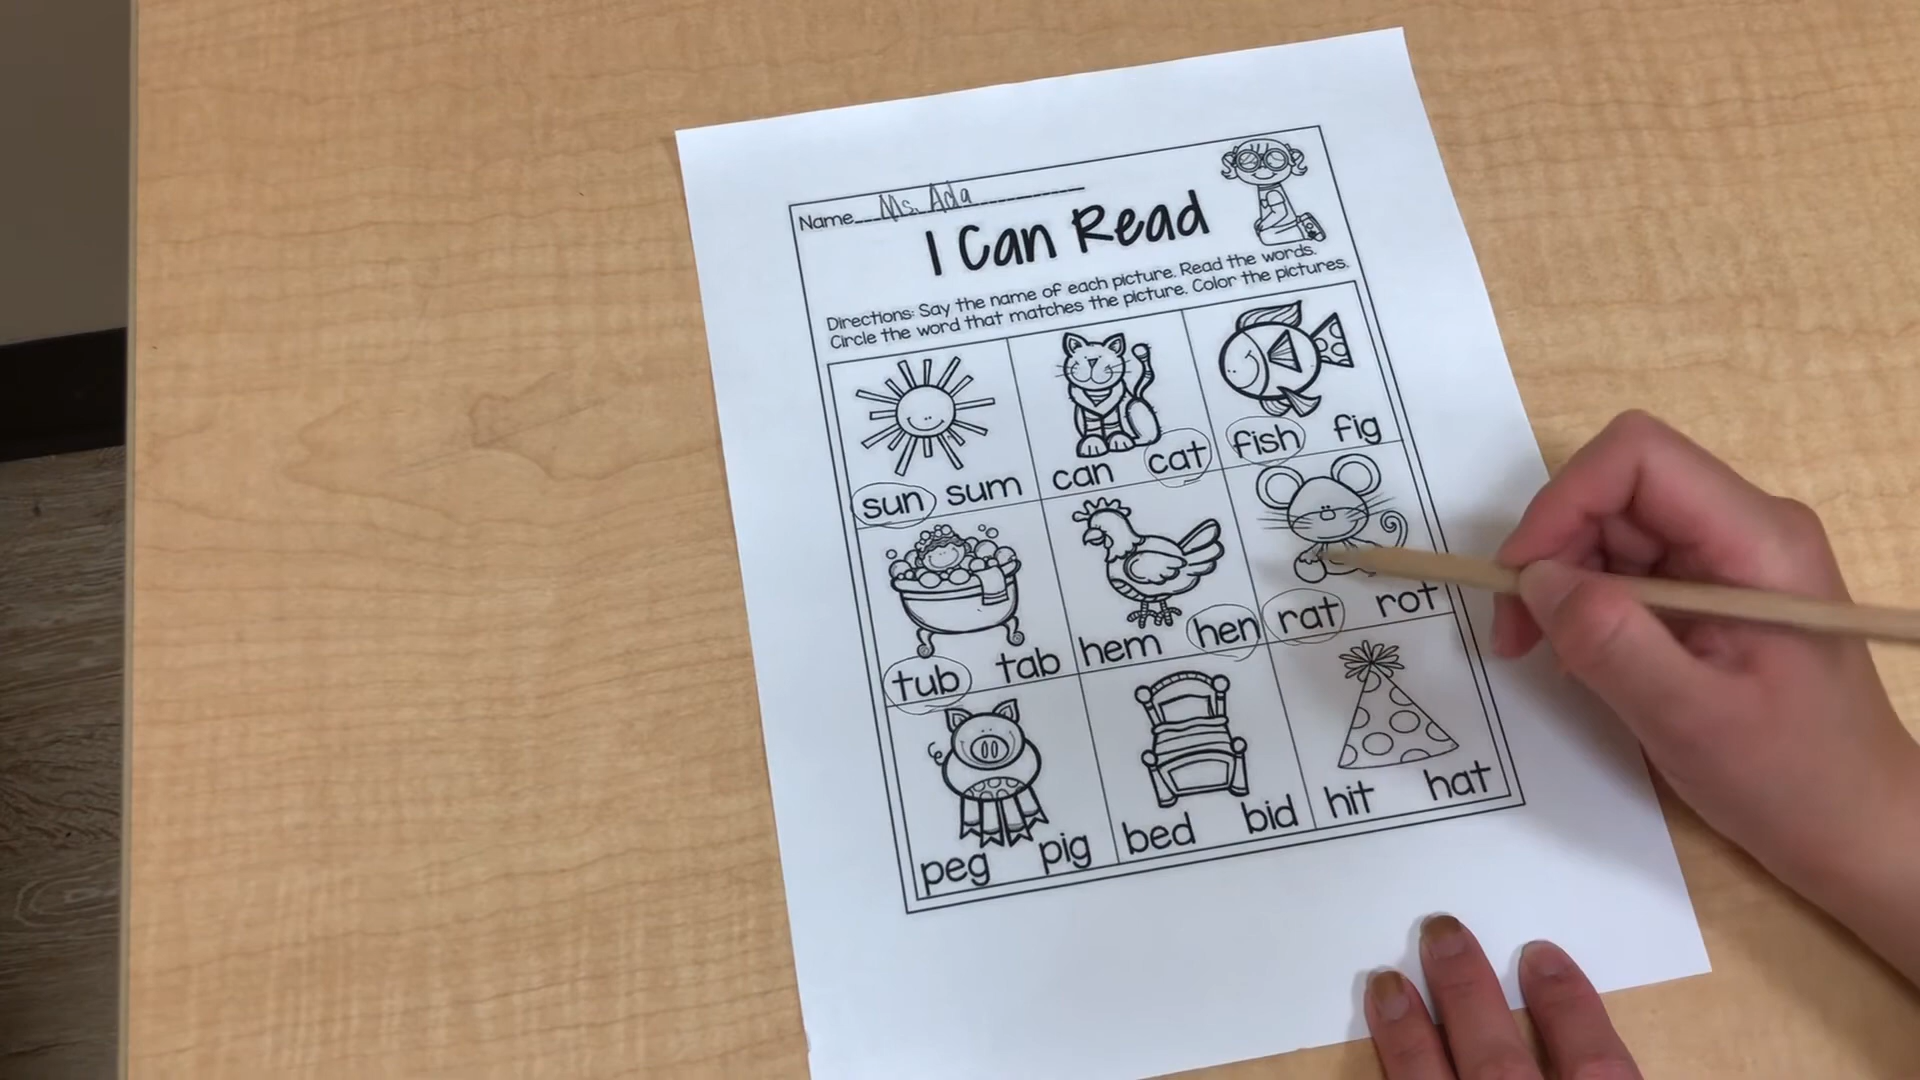 Name Ms. Ada
I Can Read
Directions: Say the name of each picture. Read the words.
Circle the word that matches the picture. Color the pictures.
sun sum
can cat
fish fig
tub tab
hem hen
rat rot
peg pig
bed bid
hit hat